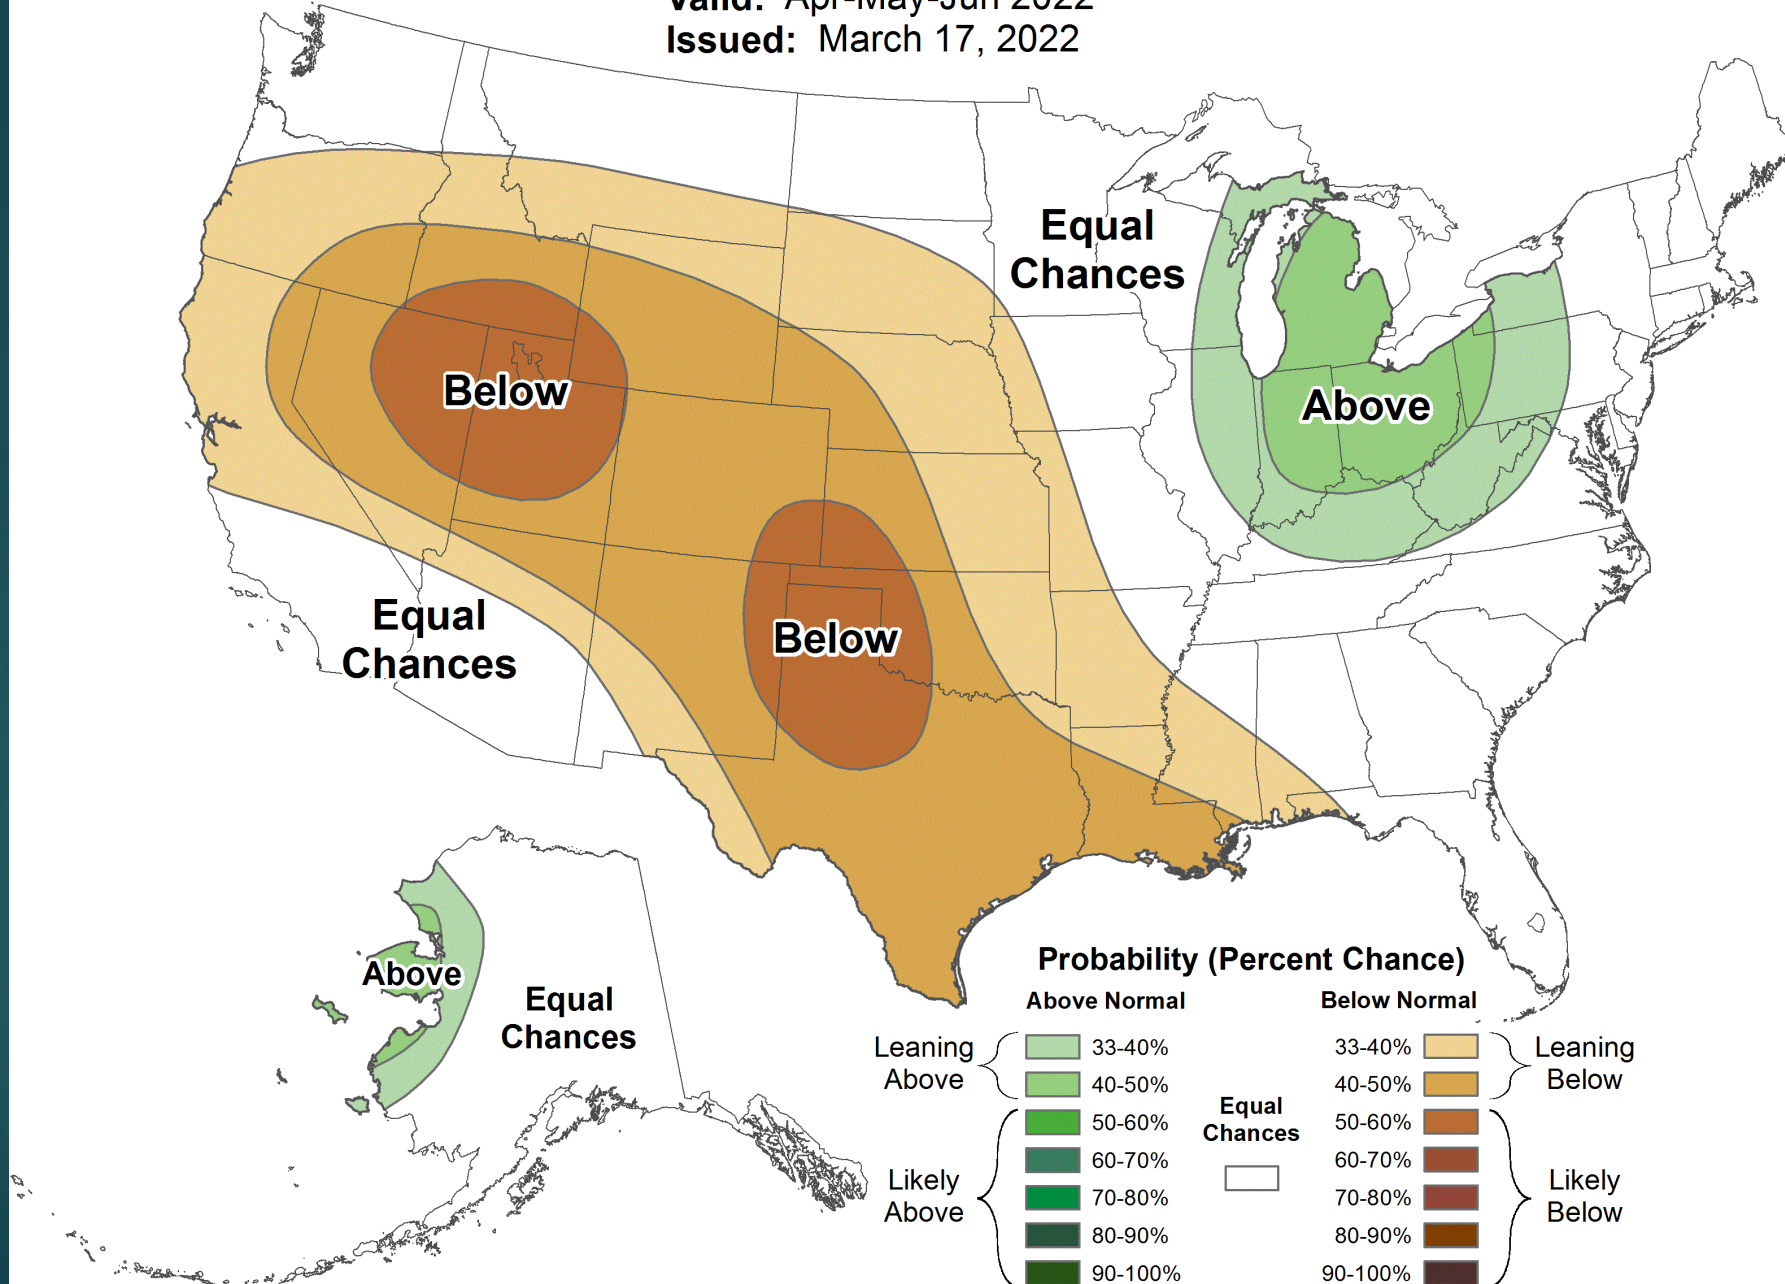 Valid: Apr-May-Jun 2022
Issued: March 17, 2022
Equal
Chances
Below
Above
Below
Equal
Chances
Above
Equal
Chances
Probability (Percent Chance)
Above Normal
Below Normal
Leaning
Above
33-40%
40-50%
50-60%
60-70%
70-80%
80-90%
90-100%
Likely
Above
Equal
Chances
33-40%
40-50%
50-60%
60-70%
70-80%
80-90%
90-100%
Leaning
Below
Likely
Below